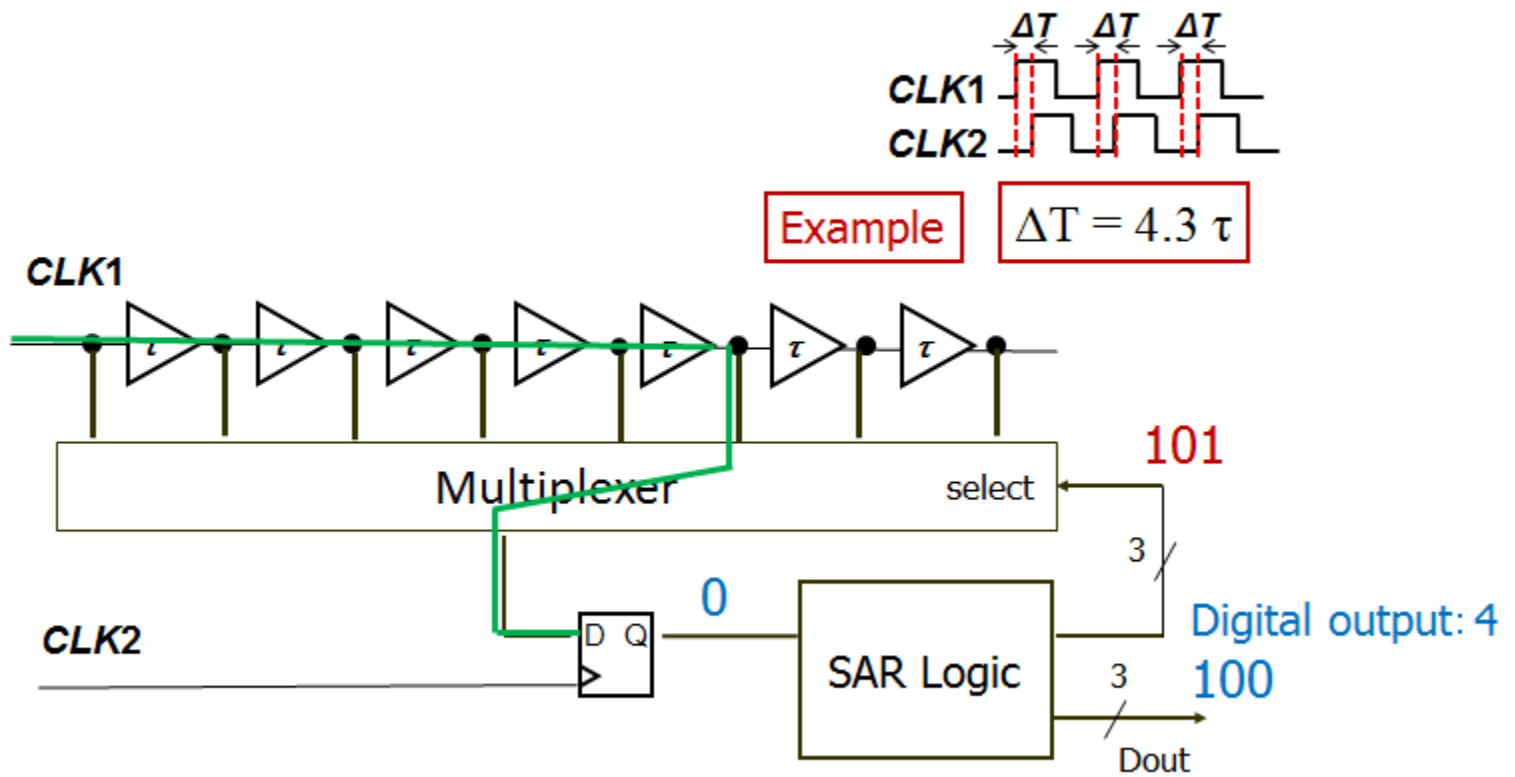 ΔT ΔT ΔT
CLK1
CLK2
Example
ΔT = 4.3 τ
CLK1
τ τ τ τ τ τ τ
101
Multiplexer
select
3
0
Digital output: 4
100
CLK2
D Q
SAR Logic
3
Dout